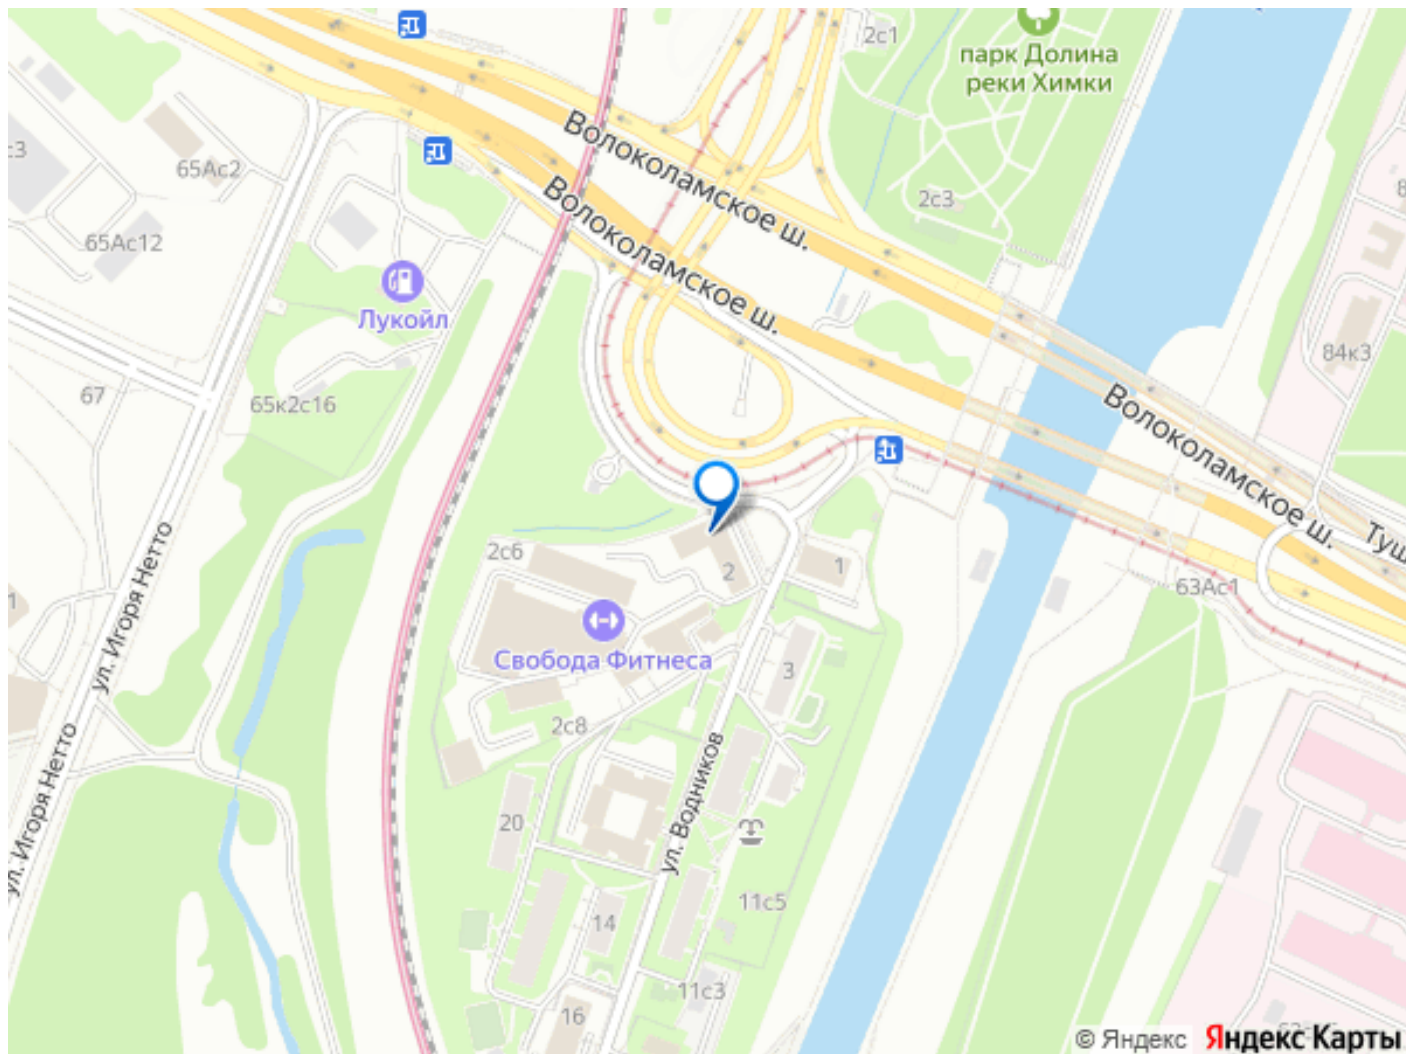 2с1
парк Долина
реки Химки
65Ас2
Волоколамское ш.
Волоколамское ш.
2с3
65Ас12
Лукойл
84к3
67
65к2с16
Волоколамское ш.
2с6
2
1
63Ас1
ул. Игоря Нетто
Свобода Фитнеса
3
2с8
ул. Игоря Нетто
ул. Водников
20
14
11с5
11с3
16
© Яндекс
Яндекс Карты